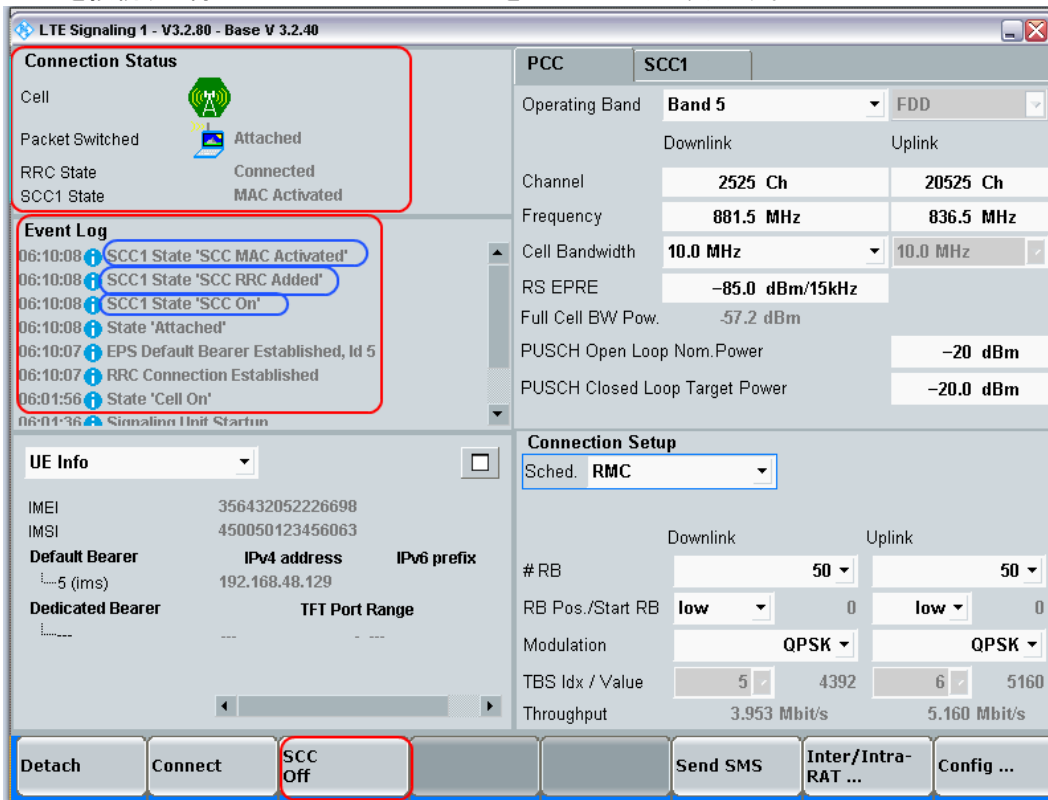 LTE Signaling 1 - V3.2.80 - Base V 3.2.40
Connection Status
Cell
Packet Switched Attached
RRC State Connected
SCC1 State MAC Activated
Event Log
06:10:08 SCC1 State 'SCC MAC Activated'
06:10:08 SCC1 State 'SCC RRC Added'
06:10:08 SCC1 State 'SCC On'
06:10:08 State 'Attached'
06:10:07 EPS Default Bearer Established, Id 5
06:10:07 RRC Connection Established
06:01:56 State 'Cell On'
06:01:36 Signaling Unit Startup
UE Info
IMEI 356432052226698
IMSI 450050123456063
Default Bearer IPv4 address IPv6 prefix
5 (ims) 192.168.48.129
Dedicated Bearer TFT Port Range
--- --- - ---
PCC SCC1
Operating Band Band 5 FDD
Downlink Uplink
Channel 2525 Ch 20525 Ch
Frequency 881.5 MHz 836.5 MHz
Cell Bandwidth 10.0 MHz 10.0 MHz
RS EPRE -85.0 dBm/15kHz
Full Cell BW Pow. -57.2 dBm
PUSCH Open Loop Nom.Power -20 dBm
PUSCH Closed Loop Target Power -20.0 dBm
Connection Setup
Sched. RMC
Downlink Uplink
# RB 50 50
RB Pos./Start RB low 0 low 0
Modulation QPSK QPSK
TBS Idx / Value 5 4392 6 5160
Throughput 3.953 Mbit/s 5.160 Mbit/s
Detach Connect SCC Off Send SMS Inter/Intra-RAT ... Config ...